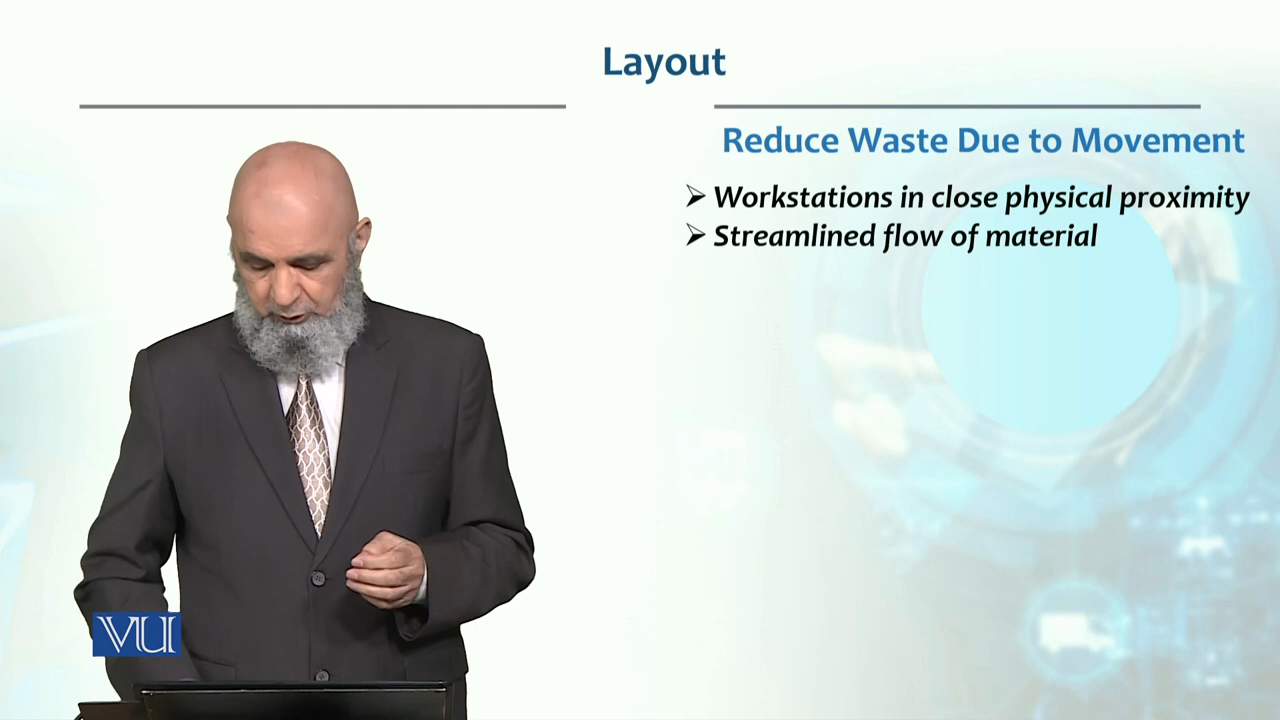 Layout
Reduce Waste Due to Movement
➢ Workstations in close physical proximity
➢ Streamlined flow of material
VU